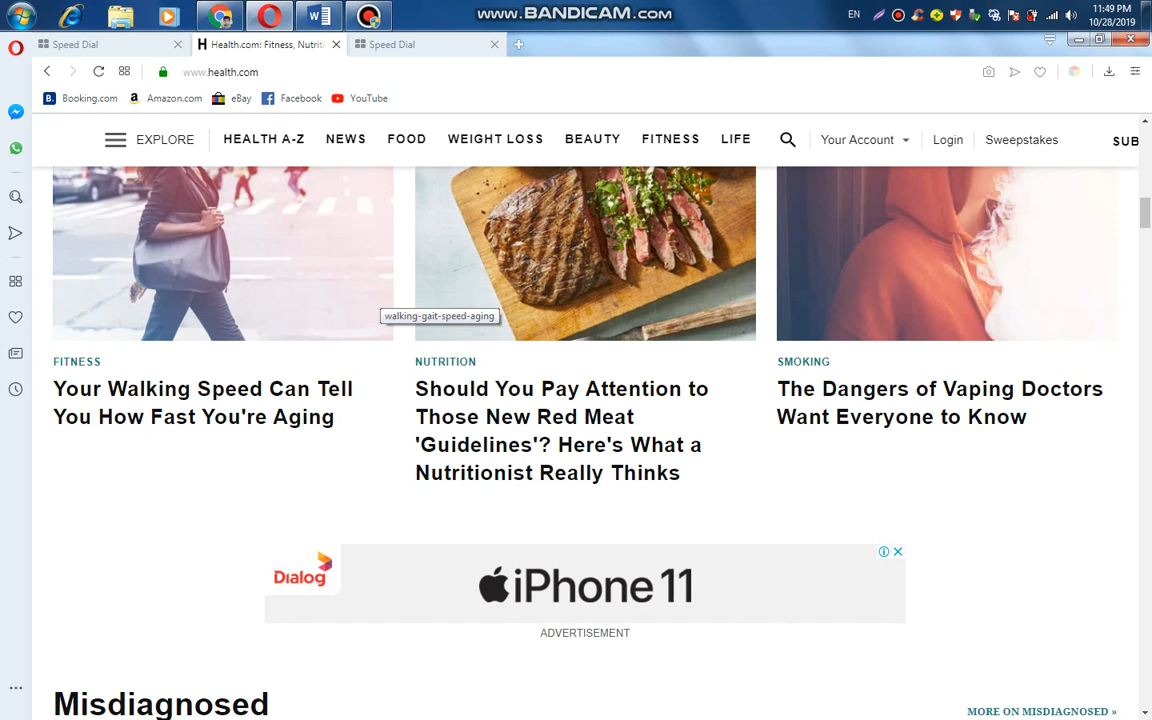 www.BANDICAM.com
EN
11:49 PM
10/28/2019
Speed Dial
Health.com: Fitness, Nutriti
Speed Dial
www.health.com
Booking.com
Amazon.com
eBay
Facebook
YouTube
EXPLORE
HEALTH A-Z
NEWS
FOOD
WEIGHT LOSS
BEAUTY
FITNESS
LIFE
Your Account
Login
Sweepstakes
SUB
walking-gait-speed-aging
FITNESS
Your Walking Speed Can Tell
You How Fast You're Aging
NUTRITION
Should You Pay Attention to
Those New Red Meat
'Guidelines'? Here's What a
Nutritionist Really Thinks
SMOKING
The Dangers of Vaping Doctors
Want Everyone to Know
Dialog
iPhone 11
ADVERTISEMENT
Misdiagnosed
MORE ON MISDIAGNOSED »